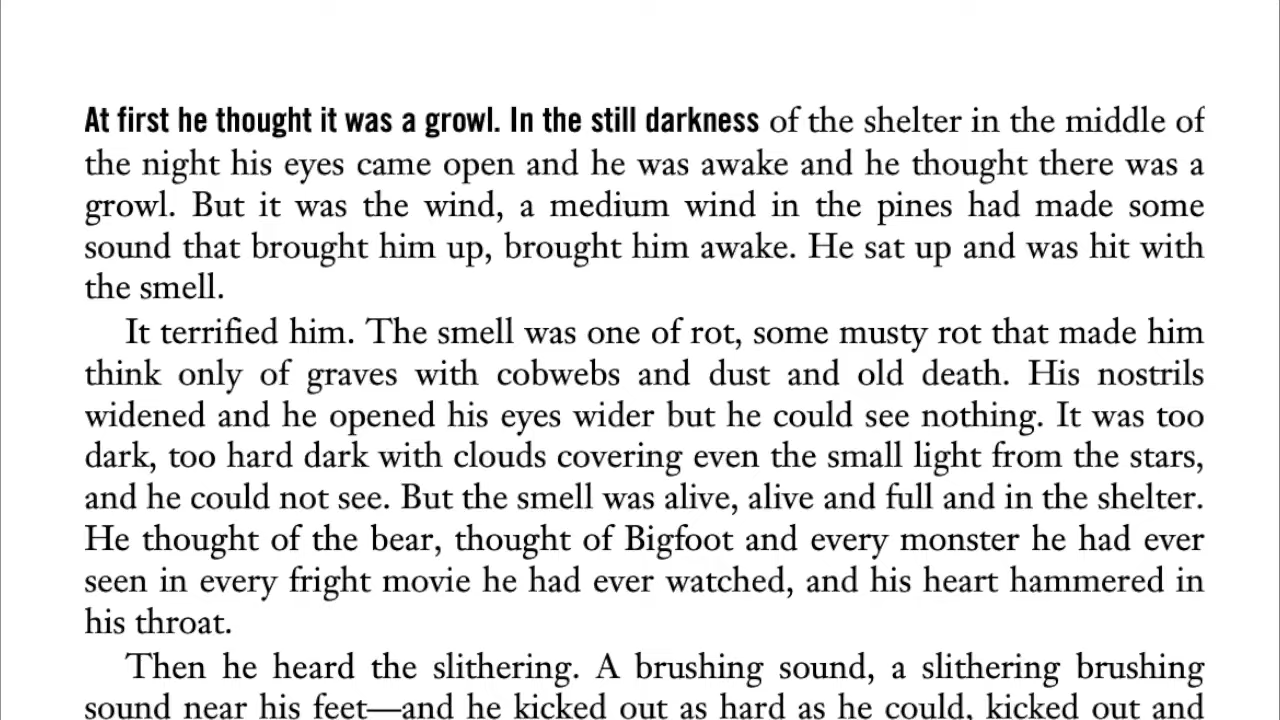 At first he thought it was a growl. In the still darkness of the shelter in the middle of
the night his eyes came open and he was awake and he thought there was a
growl. But it was the wind, a medium wind in the pines had made some
sound that brought him up, brought him awake. He sat up and was hit with
the smell.
It terrified him. The smell was one of rot, some musty rot that made him
think only of graves with cobwebs and dust and old death. His nostrils
widened and he opened his eyes wider but he could see nothing. It was too
dark, too hard dark with clouds covering even the small light from the stars,
and he could not see. But the smell was alive, alive and full and in the shelter.
He thought of the bear, thought of Bigfoot and every monster he had ever
seen in every fright movie he had ever watched, and his heart hammered in
his throat.
Then he heard the slithering. A brushing sound, a slithering brushing
sound near his feet—and he kicked out as hard as he could, kicked out and